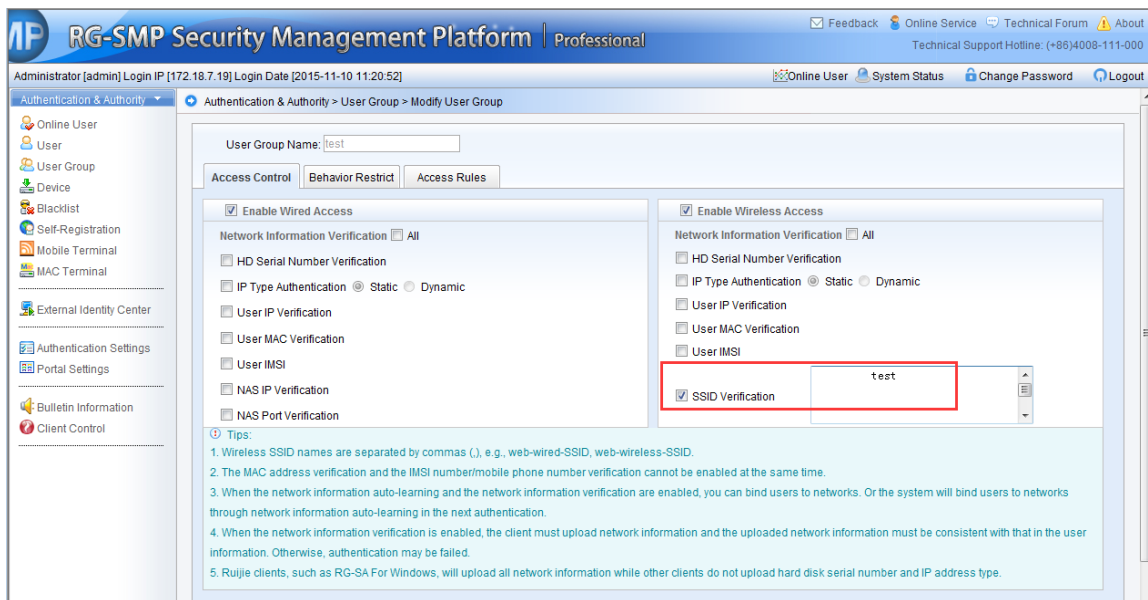 Feedback Online Service Technical Forum About
MP RG-SMP Security Management Platform | Professional
Technical Support Hotline: (+86)4008-111-000
Administrator [admin] Login IP [172.18.7.19] Login Date [2015-11-10 11:20:52] Online User System Status Change Password Logout
Authentication & Authority
Authentication & Authority > User Group > Modify User Group
Online User
User
User Group
Device
Blacklist
Self-Registration
Mobile Terminal
MAC Terminal
External Identity Center
Authentication Settings
Portal Settings
Bulletin Information
Client Control
User Group Name: test
Access Control Behavior Restrict Access Rules
Enable Wired Access
Network Information Verification All
HD Serial Number Verification
IP Type Authentication Static Dynamic
User IP Verification
User MAC Verification
User IMSI
NAS IP Verification
NAS Port Verification
Enable Wireless Access
Network Information Verification All
HD Serial Number Verification
IP Type Authentication Static Dynamic
User IP Verification
User MAC Verification
User IMSI
SSID Verification test
Tips:
1. Wireless SSID names are separated by commas (,), e.g., web-wired-SSID, web-wireless-SSID.
2. The MAC address verification and the IMSI number/mobile phone number verification cannot be enabled at the same time.
3. When the network information auto-learning and the network information verification are enabled, you can bind users to networks. Or the system will bind users to networks
through network information auto-learning in the next authentication.
4. When the network information verification is enabled, the client must upload network information and the uploaded network information must be consistent with that in the user
information. Otherwise, authentication may be failed.
5. Ruijie clients, such as RG-SA For Windows, will upload all network information while other clients do not upload hard disk serial number and IP address type.